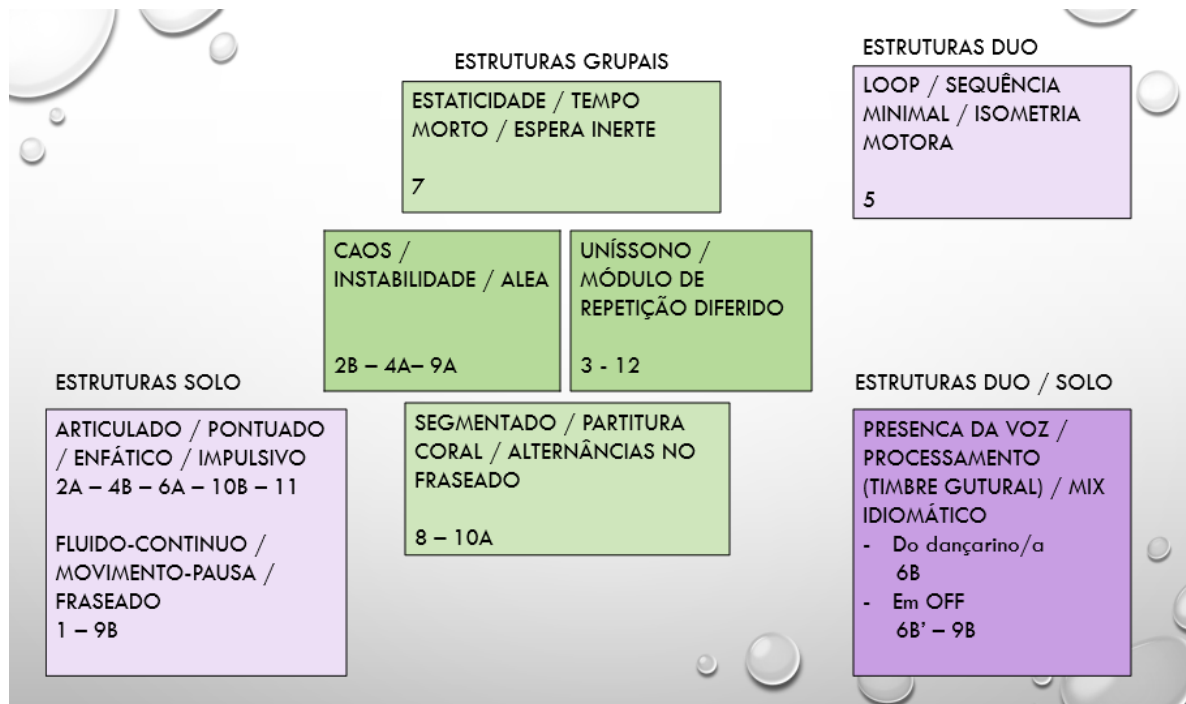 ESTRUTURAS GRUPAIS
ESTATICIDADE / TEMPO
MORTO / ESPERA INERTE
7
CAOS /
INSTABILIDADE / ALEA
2B – 4A– 9A
UNÍSSONO /
MÓDULO DE
REPETIÇÃO DIFERIDO
3 - 12
SEGMENTADO / PARTITURA
CORAL / ALTERNÂNCIAS NO
FRASEADO
8 – 10A
ESTRUTURAS DUO
LOOP / SEQUÊNCIA
MINIMAL / ISOMETRIA
MOTORA
5
ESTRUTURAS SOLO
ARTICULADO / PONTUADO
/ ENFÁTICO / IMPULSIVO
2A – 4B – 6A – 10B – 11
FLUIDO-CONTINUO /
MOVIMENTO-PAUSA /
FRASEADO
1 – 9B
ESTRUTURAS DUO / SOLO
PRESENCA DA VOZ /
PROCESSAMENTO
(TIMBRE GUTURAL) / MIX
IDIOMÁTICO
- Do dançarino/a
6B
- Em OFF
6B’ – 9B